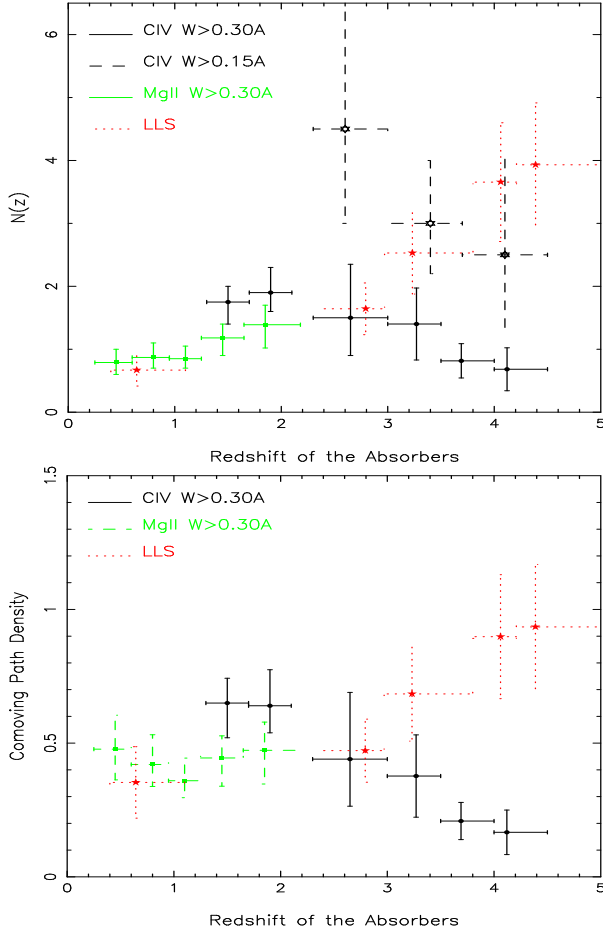 6
4
2
0
N(z)
CIV W>0.30A
CIV W>0.15A
MgII W>0.30A
LLS
0 1 2 3 4 5
Redshift of the Absorbers
1.5
1
0.5
0
Comoving Path Density
CIV W>0.30A
MgII W>0.30A
LLS
0 1 2 3 4 5
Redshift of the Absorbers